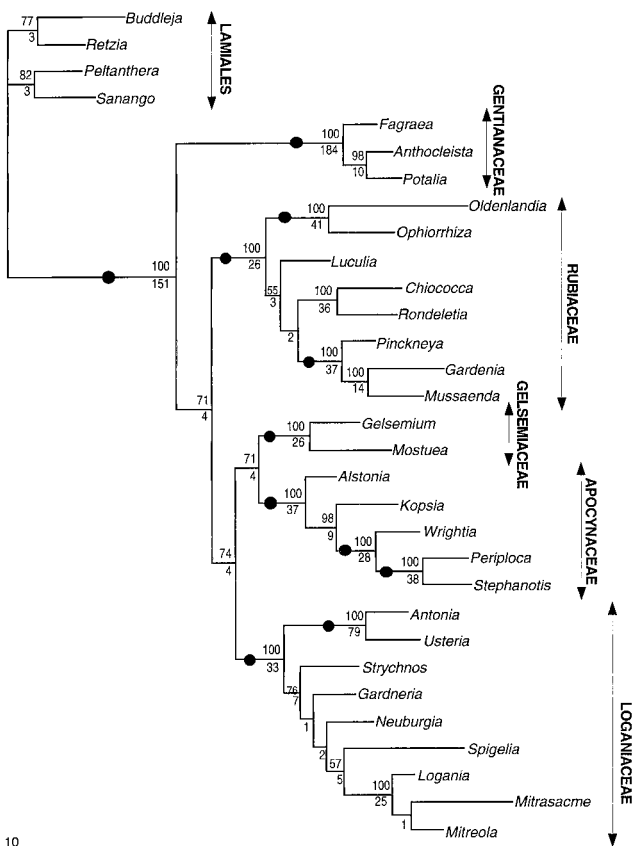 77
Buddleja
3
Retzia
82
Peltanthera
3
Sanango
LAMIALES
Fagraea
100
184
98
Anthocleista
10
Potalia
GENTIANACEAE
100
151
Oldenlandia
100
41
Ophiorrhiza
100
26
Luculia
55
3
Chiococca
100
36
Rondeletia
2
Pinckneya
100
37
Gardenia
100
14
Mussaenda
RUBIACEAE
71
4
Gelsemium
100
26
Mostuea
GELSEMIACEAE
71
4
Alstonia
100
37
Kopsia
98
9
Wrightia
100
28
Periploca
100
38
Stephanotis
APOCYNACEAE
74
4
Antonia
100
79
Usteria
100
33
Strychnos
76
7
Gardneria
1
Neuburgia
2
Spigelia
57
5
Logania
100
25
Mitrasacme
1
Mitreola
LOGANIACEAE
10